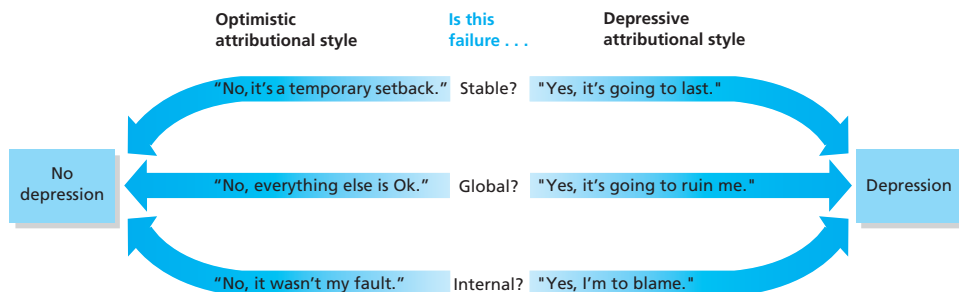 Optimistic
attributional style
Is this
failure . . .
Depressive
attributional style
“No, it’s a temporary setback.” Stable? "Yes, it's going to last."
No
depression
“No, everything else is Ok.” Global? "Yes, it's going to ruin me."
Depression
“No, it wasn’t my fault.” Internal? "Yes, I'm to blame."